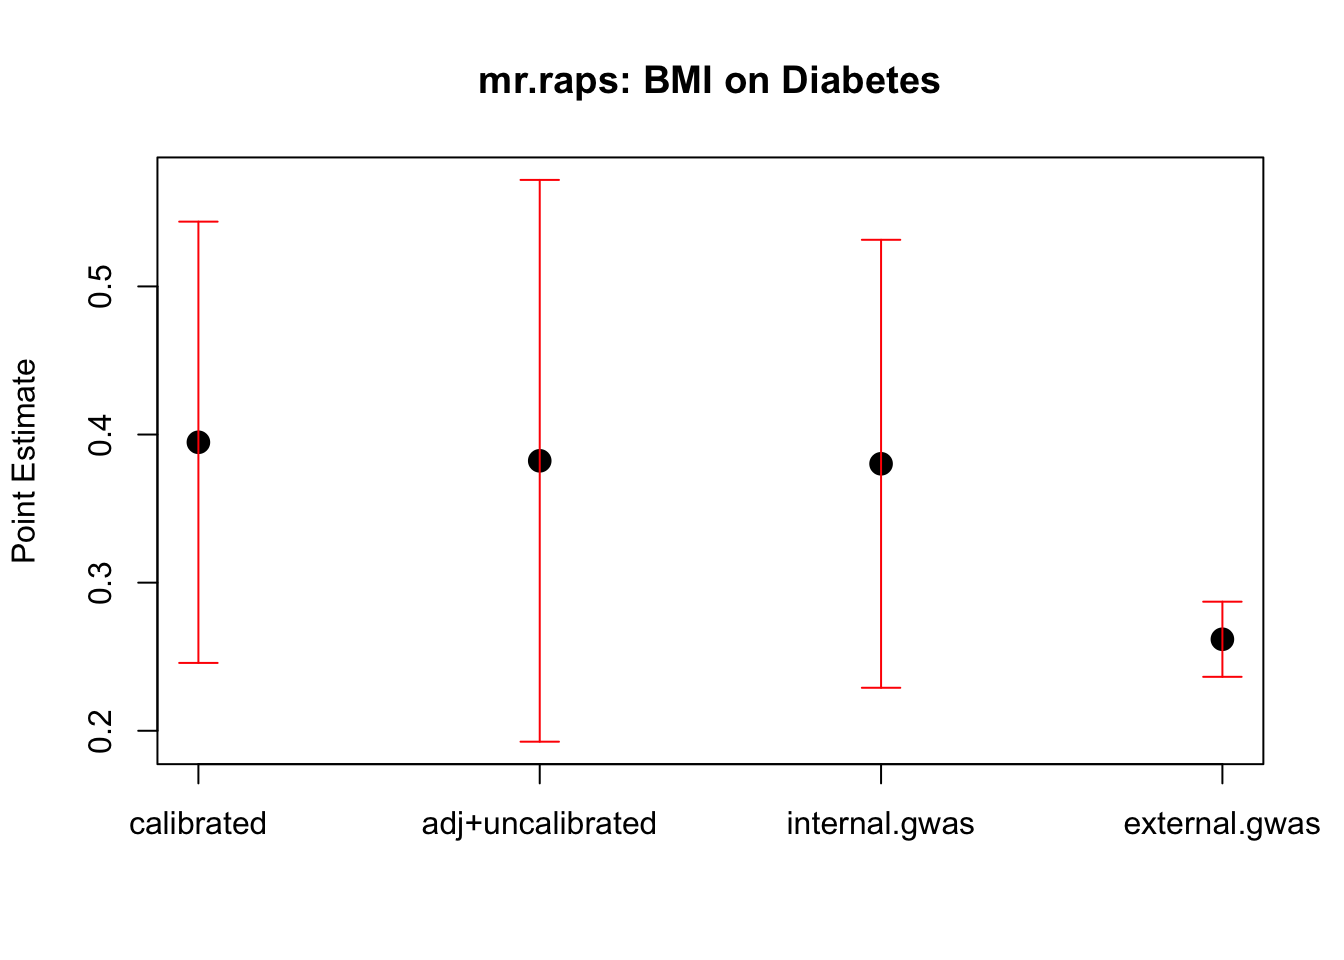 mr.raps: BMI on Diabetes
Point Estimate
0.5
0.4
0.3
0.2
calibrated
adj+uncalibrated
internal.gwas
external.gwas